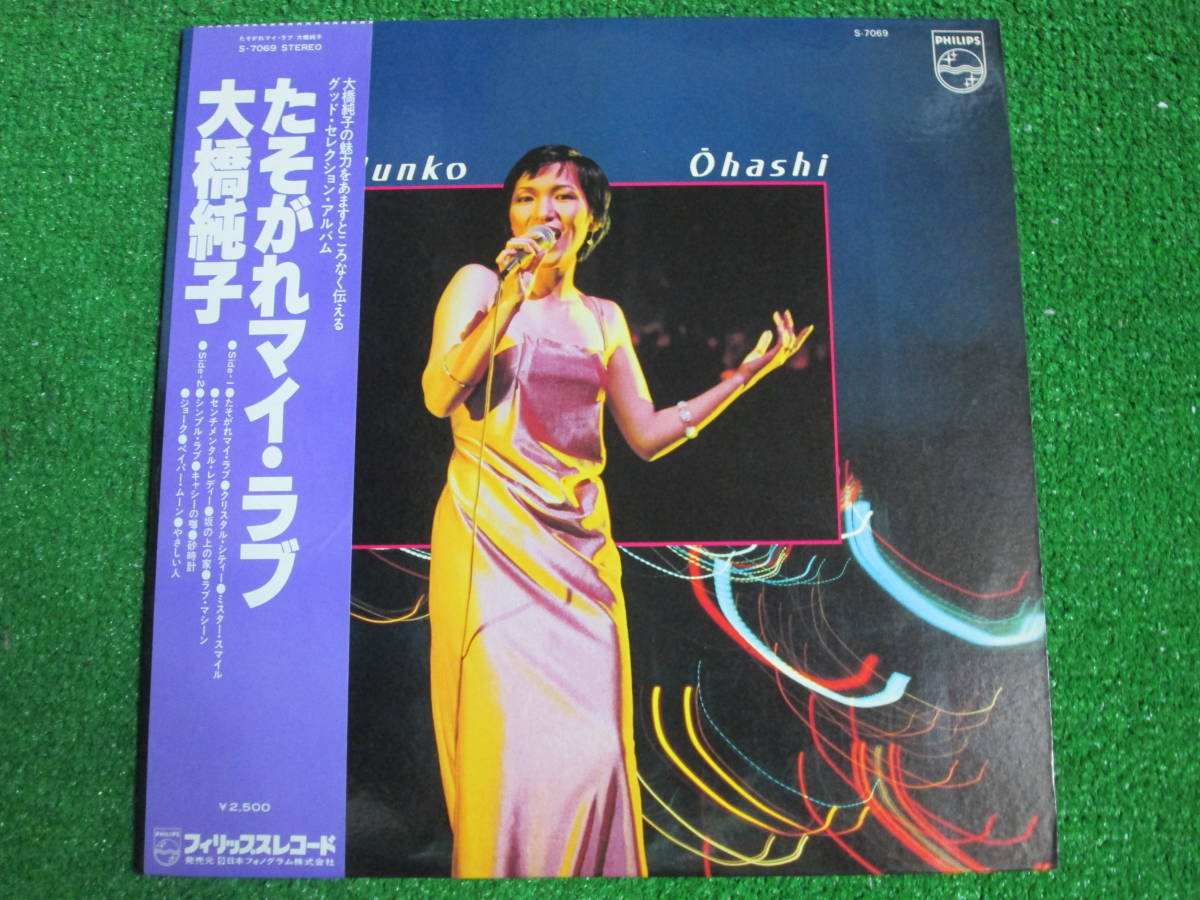 たそがれマイ・ラブ 大橋純子
S-7069 STEREO
大橋純子の魅力をあますところなく伝える
グッド・セレクション・アルバム
たそがれマイ・ラブ
大橋純子
●Side-1●たそがれマイ・ラブ●クリスタル・シティー●ミスター・スマイル
●センチメンタル・レディー●坂の上の家●ラブ・マシーン
●Side-2●シンプル・ラブ●キャシーの噂●砂時計
●ジョーク●ペイパー・ムーン●やさしい人
¥2,500
PHILIPS
フィリップスレコード
発売元 日本フォノグラム株式会社
S-7069
PHILIPS
Junko Ōhashi